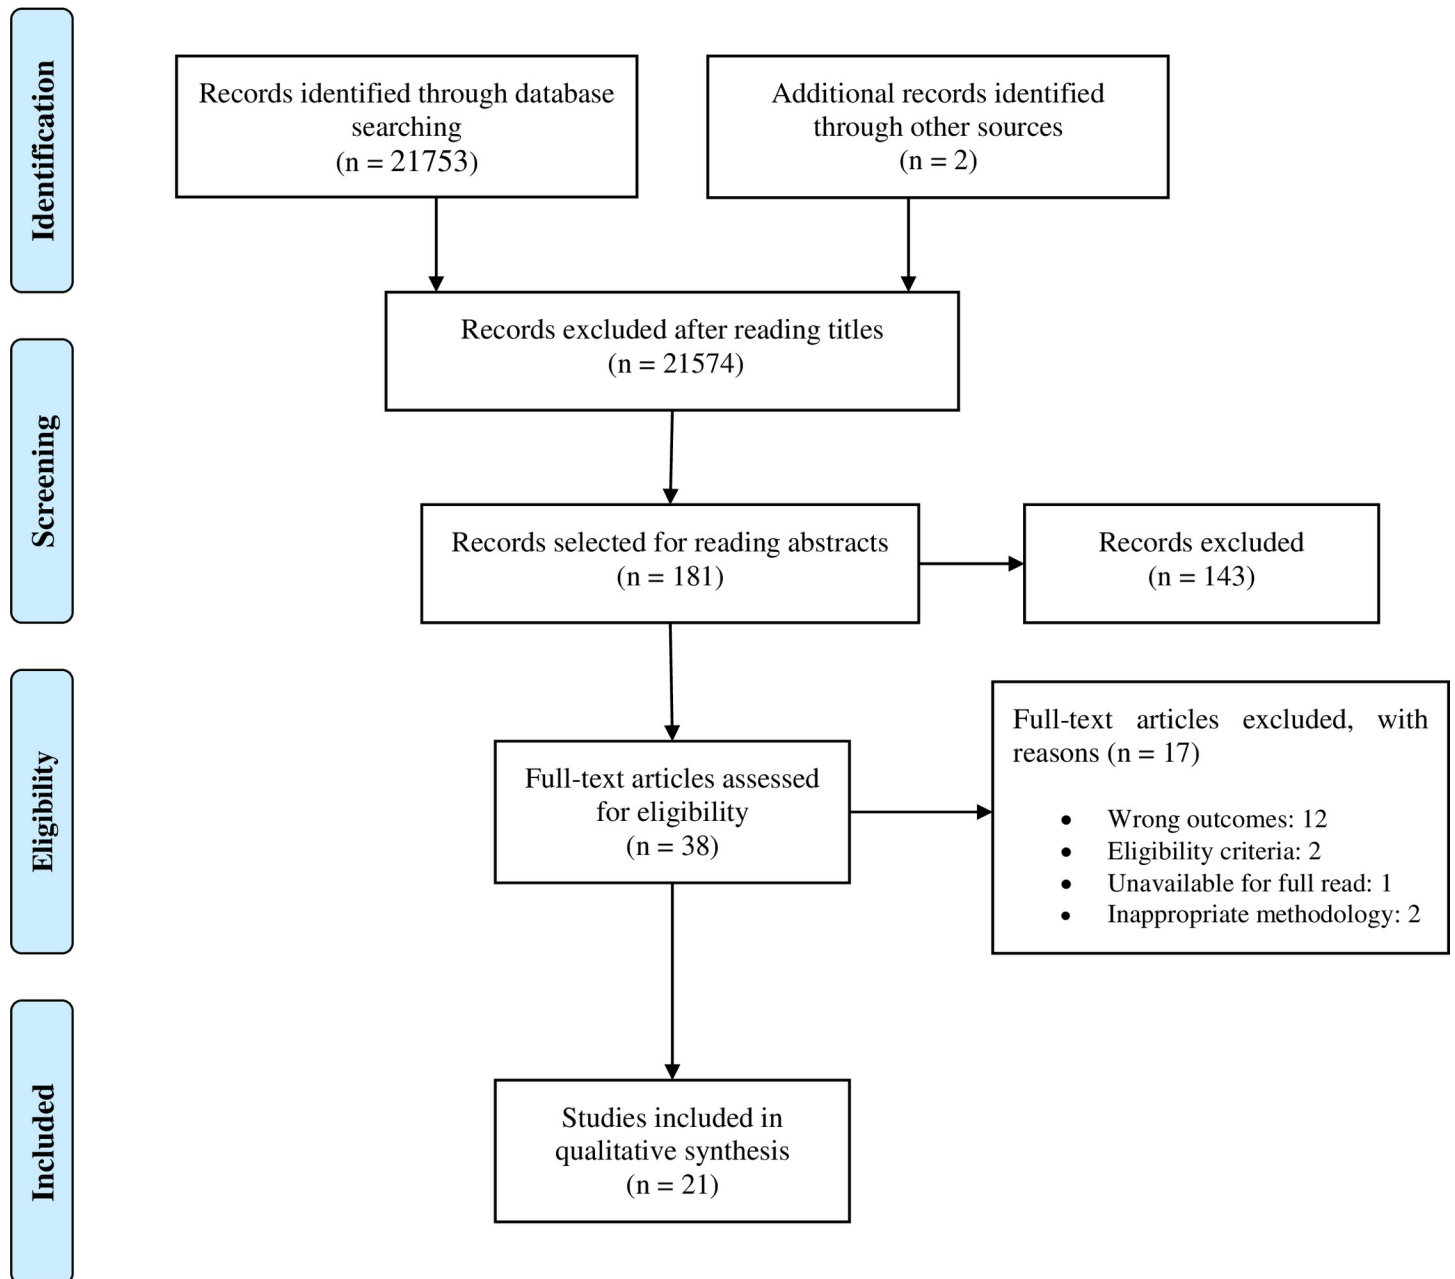 Identification
Records identified through database
searching
(n = 21753)
Additional records identified
through other sources
(n = 2)
Records excluded after reading titles
(n = 21574)
Screening
Records selected for reading abstracts
(n = 181)
Records excluded
(n = 143)
Eligibility
Full-text articles assessed
for eligibility
(n = 38)
Full-text articles excluded, with
reasons (n = 17)
• Wrong outcomes: 12
• Eligibility criteria: 2
• Unavailable for full read: 1
• Inappropriate methodology: 2
Included
Studies included in
qualitative synthesis
(n = 21)